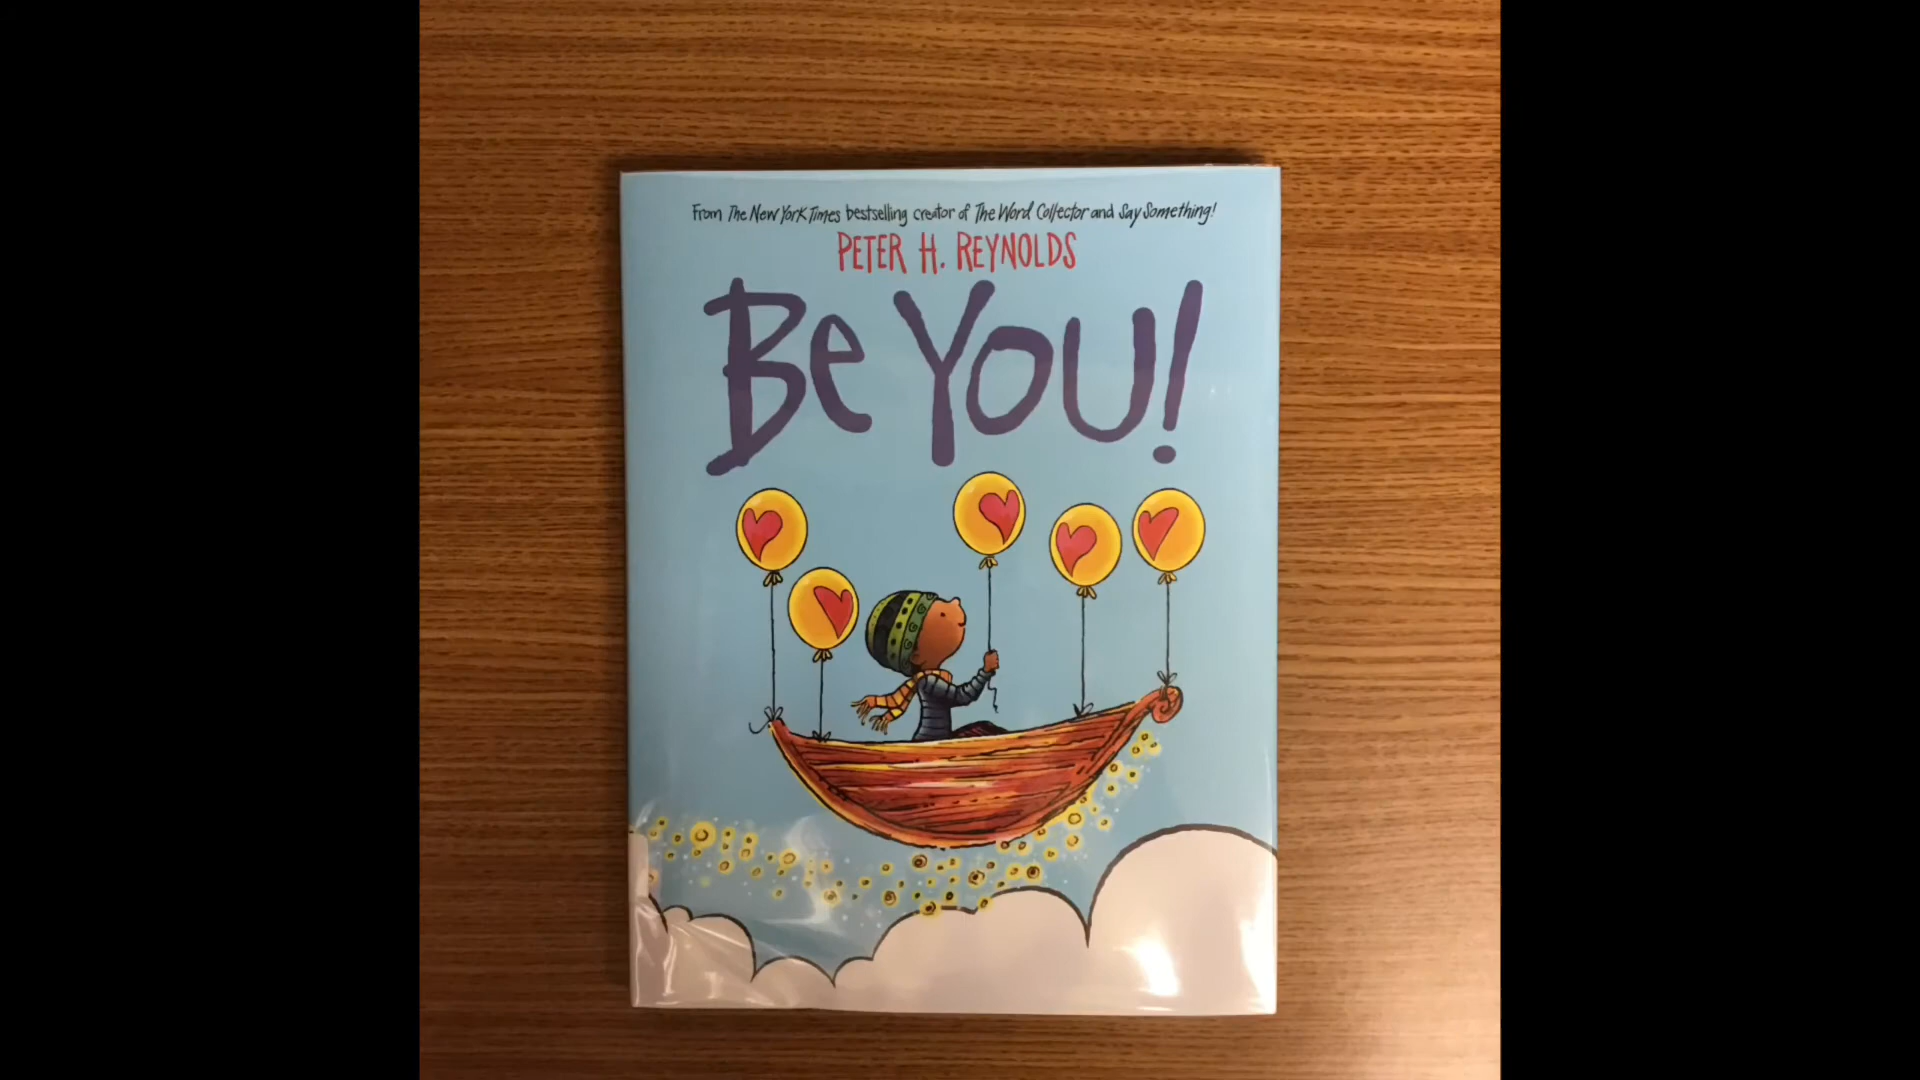 From The New York Times bestselling creator of The Word Collector and Say Something!
PETER H. REYNOLDS
Be YOU!